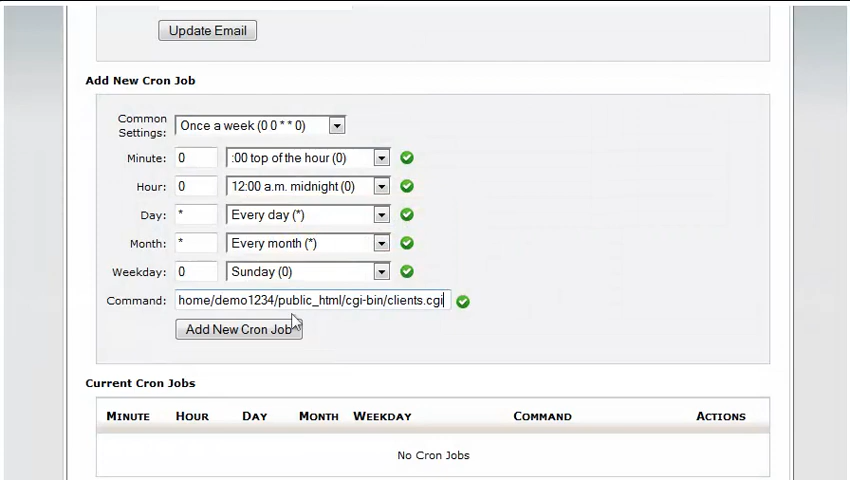 Update Email
Add New Cron Job
Common Settings: Once a week (0 0 * * 0)
Minute: 0 :00 top of the hour (0)
Hour: 0 12:00 a.m. midnight (0)
Day: * Every day (*)
Month: * Every month (*)
Weekday: 0 Sunday (0)
Command: home/demo1234/public_html/cgi-bin/clients.cgi
Add New Cron Job
Current Cron Jobs
MINUTE HOUR DAY MONTH WEEKDAY COMMAND ACTIONS
No Cron Jobs